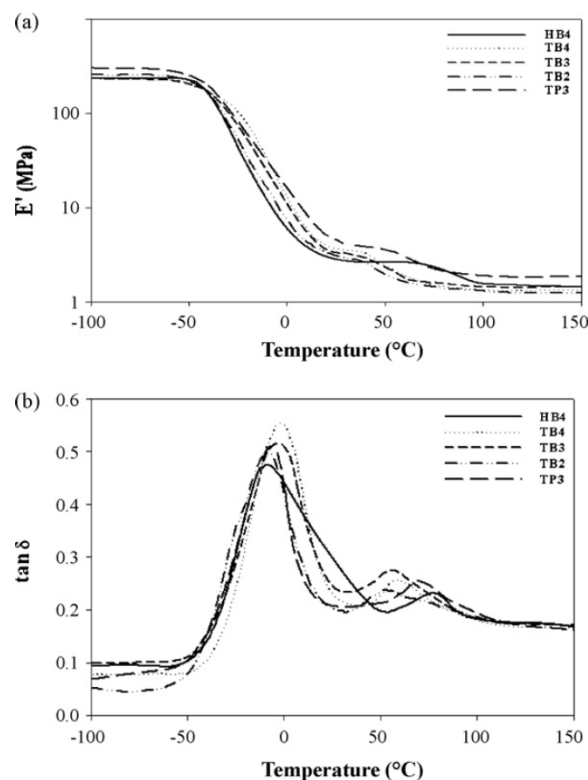 (a)
E' (MPa)
100
10
1
-100
-50
0
50
100
150
Temperature (°C)
HB4
TB4
TB3
TB2
TP3
(b)
tan δ
0.6
0.5
0.4
0.3
0.2
0.1
0.0
-100
-50
0
50
100
150
Temperature (°C)
HB4
TB4
TB3
TB2
TP3